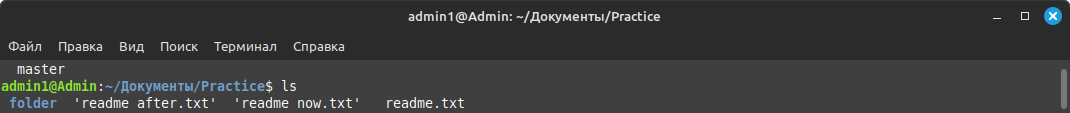 admin1@Admin: ~/Документы/Practice
Файл Правка Вид Поиск Терминал Справка
master
admin1@Admin:~/Документы/Practice$ ls
folder 'readme after.txt' 'readme now.txt' readme.txt